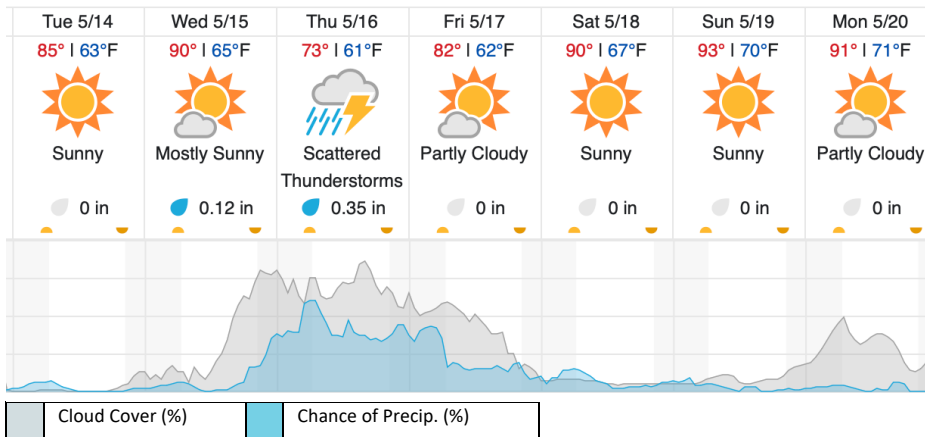 Tue 5/14 Wed 5/15 Thu 5/16 Fri 5/17 Sat 5/18 Sun 5/19 Mon 5/20
85° | 63°F 90° | 65°F 73° | 61°F 82° | 62°F 90° | 67°F 93° | 70°F 91° | 71°F
Sunny Mostly Sunny Scattered Partly Cloudy Sunny Sunny Partly Cloudy
Thunderstorms
0 in 0.12 in 0.35 in 0 in 0 in 0 in 0 in
Cloud Cover (%) Chance of Precip. (%)